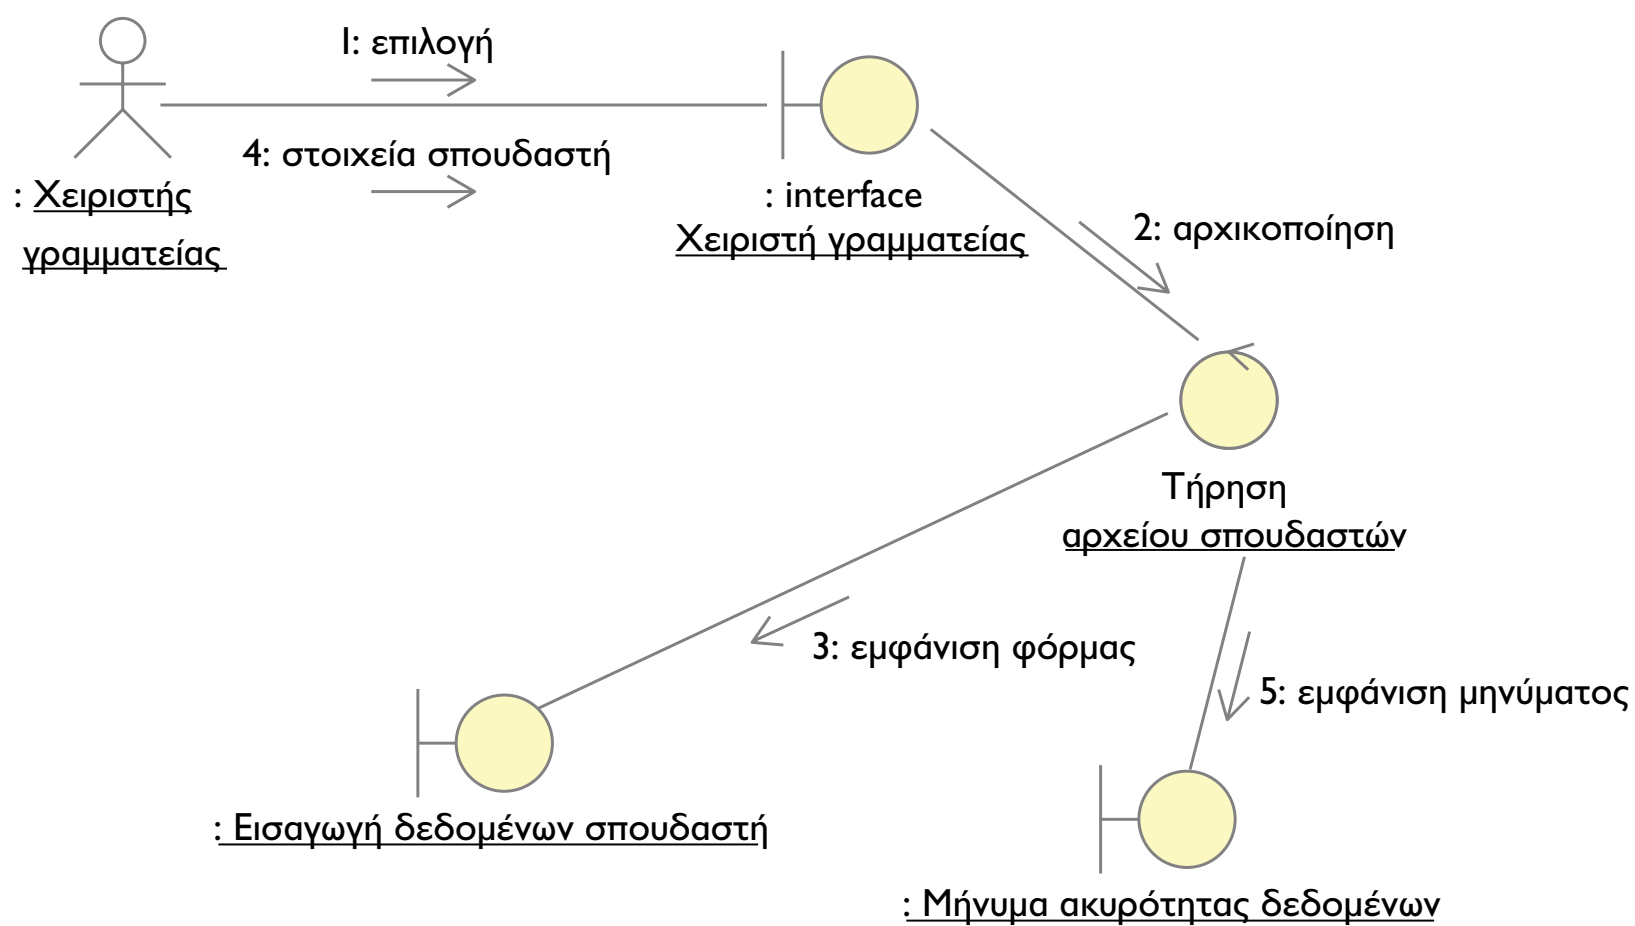 1: επιλογή
4: στοιχεία σπουδαστή
: Χειριστής
γραμματείας
: interface
Χειριστή γραμματείας
2: αρχικοποίηση
Τήρηση
αρχείου σπουδαστών
3: εμφάνιση φόρμας
5: εμφάνιση μηνύματος
: Εισαγωγή δεδομένων σπουδαστή
: Μήνυμα ακυρότητας δεδομένων